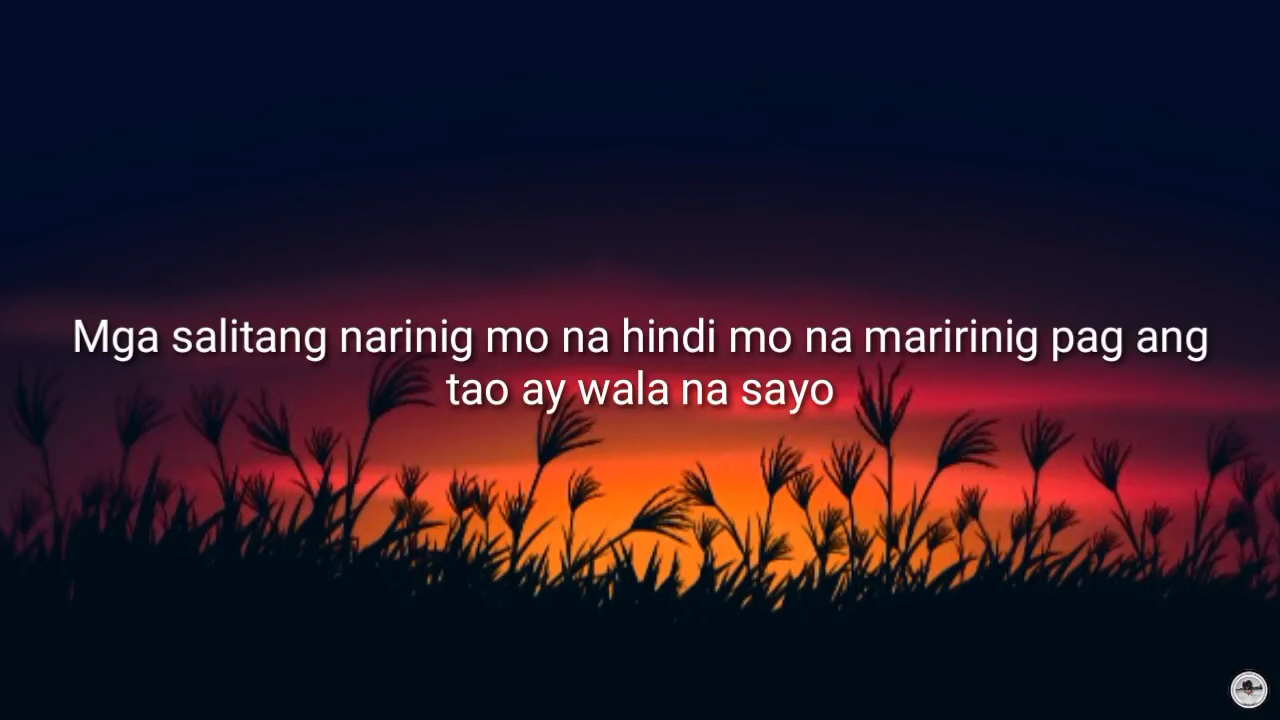 Mga salitang narinig mo na hindi mo na maririnig pag ang
tao ay wala na sayo